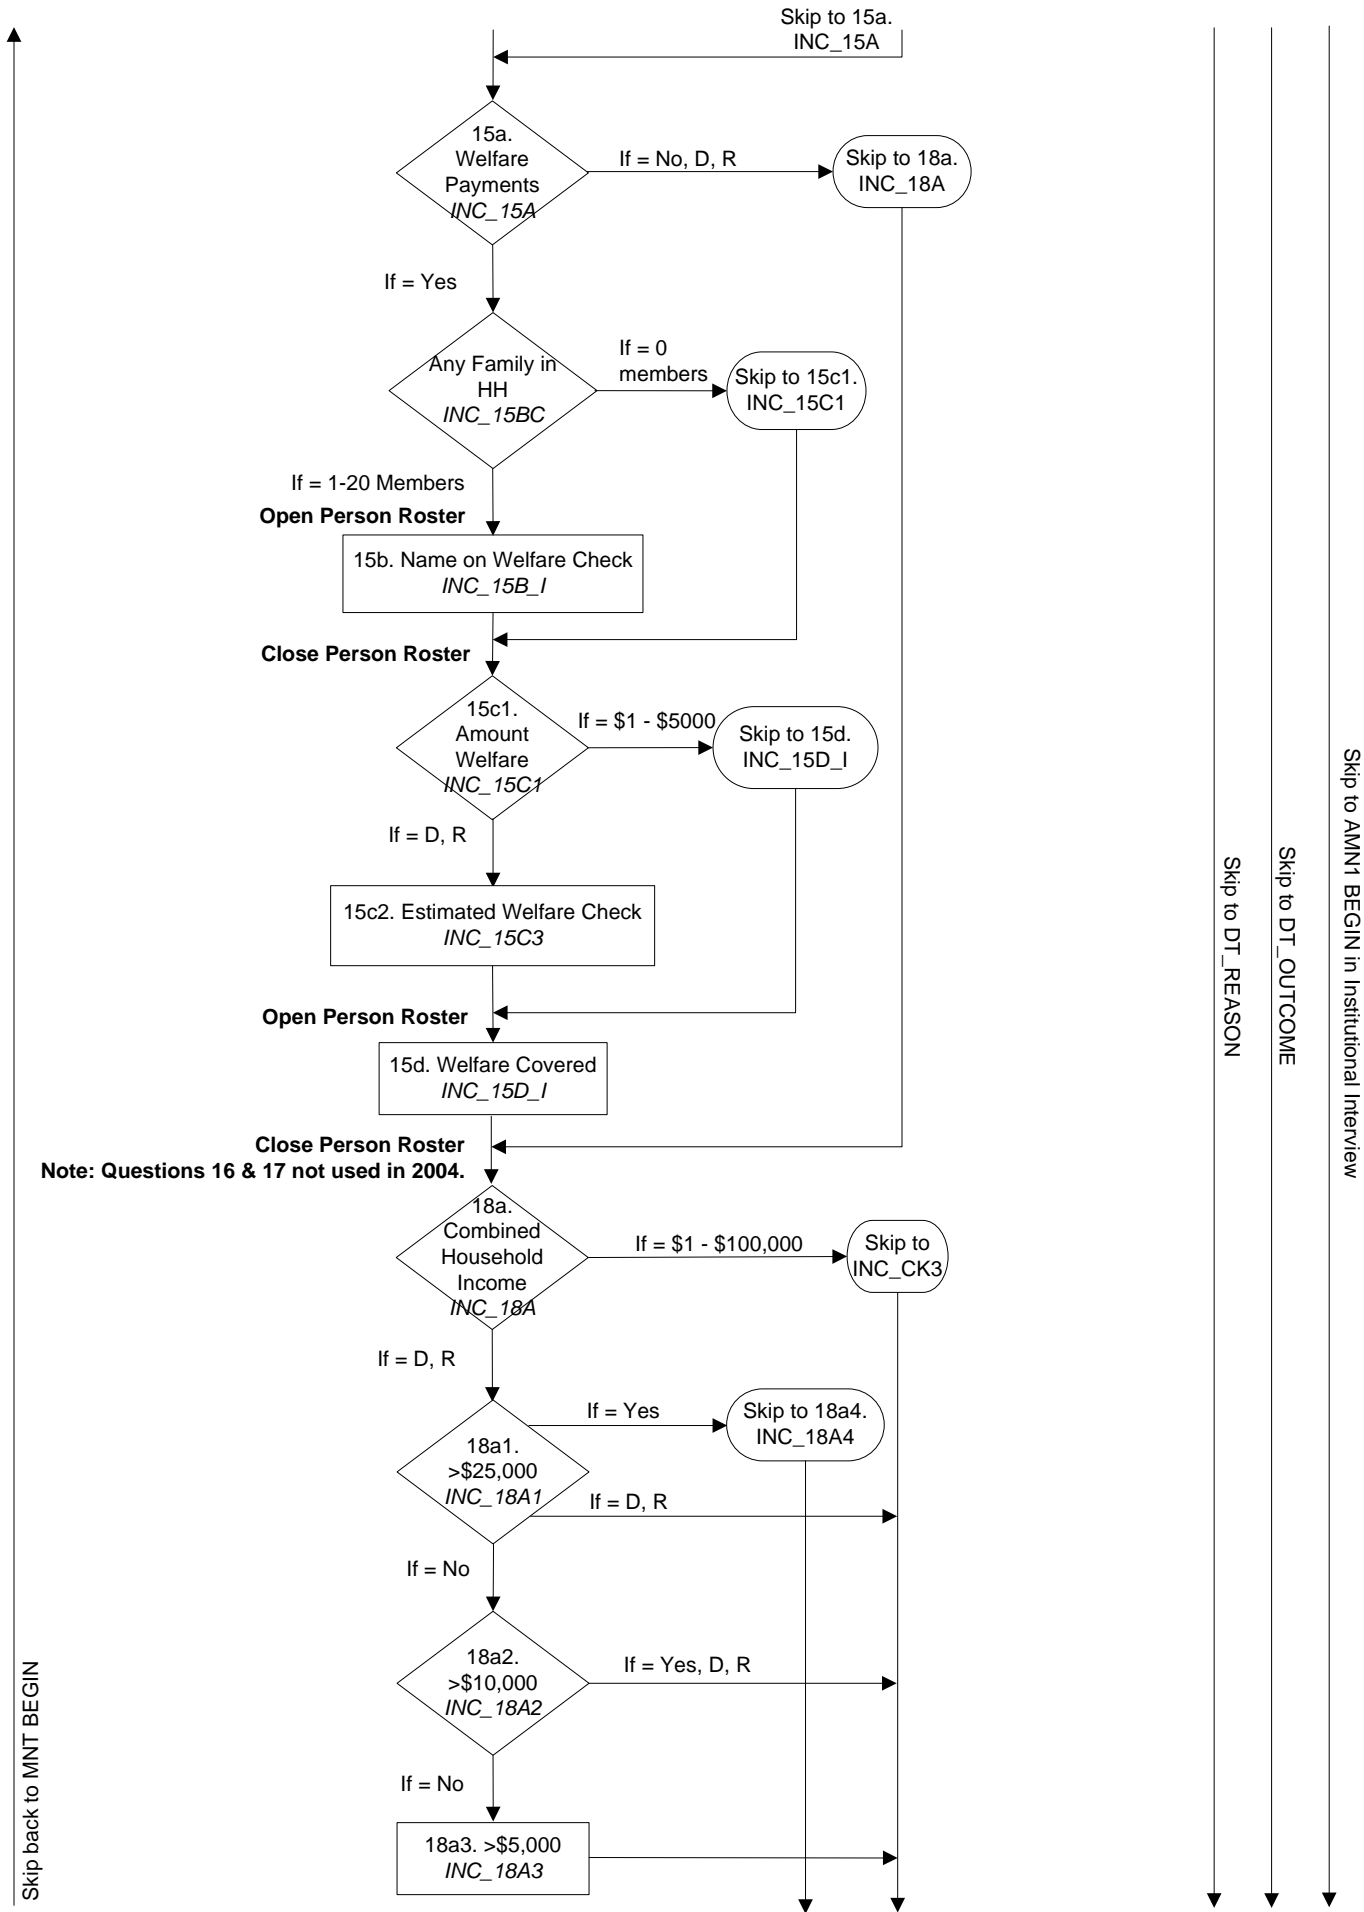 Skip to 15a.
INC_15A
15a.
Welfare
Payments
INC_15A
If = No, D, R
Skip to 18a.
INC_18A
If = Yes
Any Family in
HH
INC_15BC
If = 0
members
Skip to 15c1.
INC_15C1
If = 1-20 Members
Open Person Roster
15b. Name on Welfare Check
INC_15B_I
Close Person Roster
15c1.
Amount
Welfare
INC_15C1
If = $1 - $5000
Skip to 15d.
INC_15D_I
If = D, R
15c2. Estimated Welfare Check
INC_15C3
Open Person Roster
15d. Welfare Covered
INC_15D_I
Close Person Roster
Note: Questions 16 & 17 not used in 2004.
18a.
Combined
Household
Income
INC_18A
If = $1 - $100,000
Skip to
INC_CK3
If = D, R
18a1.
>$25,000
INC_18A1
If = Yes
Skip to 18a4.
INC_18A4
If = D, R
If = No
18a2.
>$10,000
INC_18A2
If = Yes, D, R
If = No
18a3. >$5,000
INC_18A3
Skip back to MNT BEGIN
Skip to DT_REASON
Skip to DT_OUTCOME
Skip to AMN1 BEGIN in Institutional Interview